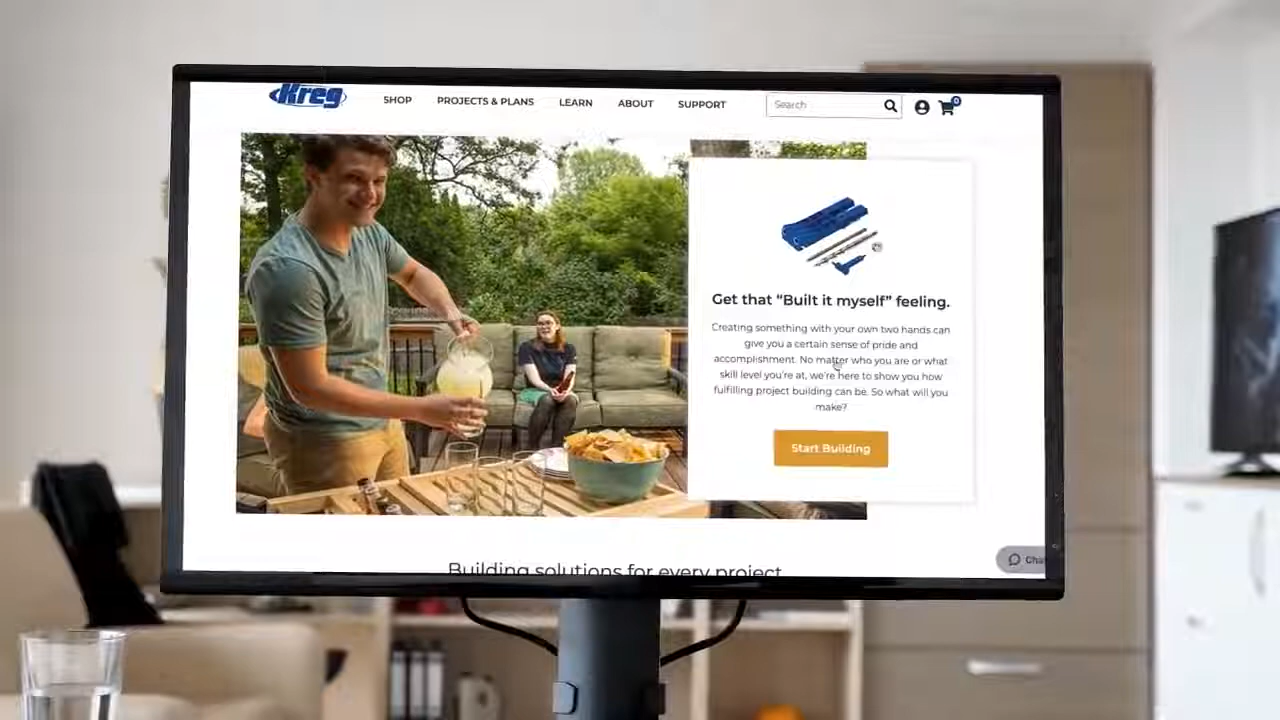 Kreg
SHOP
PROJECTS & PLANS
LEARN
ABOUT
SUPPORT
Search
0
Get that “Built it myself” feeling.
Creating something with your own two hands can
give you a certain sense of pride and
accomplishment. No matter who you are or what
skill level you're at, we're here to show you how
fulfilling project building can be. So what will you
make?
Start Building
Building solutions for every project
Chat